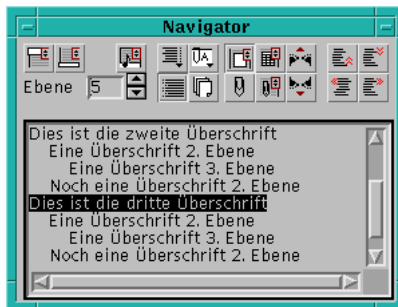 Navigator
Ebene 5
Dies ist die zweite Überschrift
Eine Überschrift 2. Ebene
Eine Überschrift 3. Ebene
Noch eine Überschrift 2. Ebene
Dies ist die dritte Überschrift
Eine Überschrift 2. Ebene
Eine Überschrift 3. Ebene
Noch eine Überschrift 2. Ebene